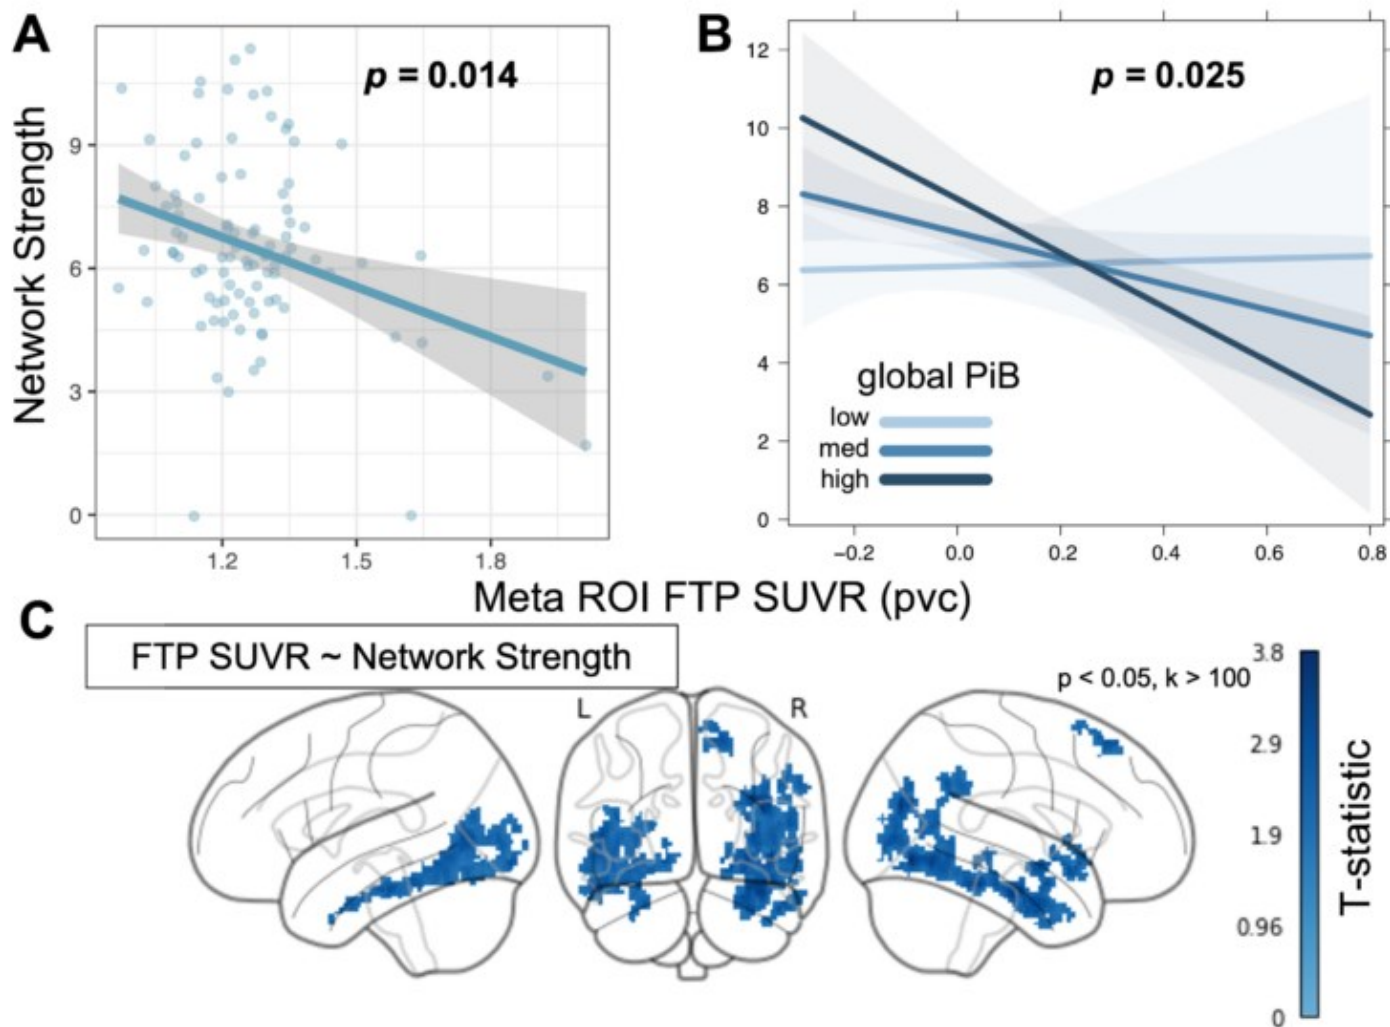 A
p = 0.014
Network Strength
9
6
3
0
1.2
1.5
1.8
B
p = 0.025
12
10
8
6
4
2
0
global PiB
low
med
high
−0.2
0.0
0.2
0.4
0.6
0.8
Meta ROI FTP SUVR (pvc)
C
FTP SUVR ~ Network Strength
p < 0.05, k > 100
L
R
3.8
2.9
1.9
0.96
0
T-statistic